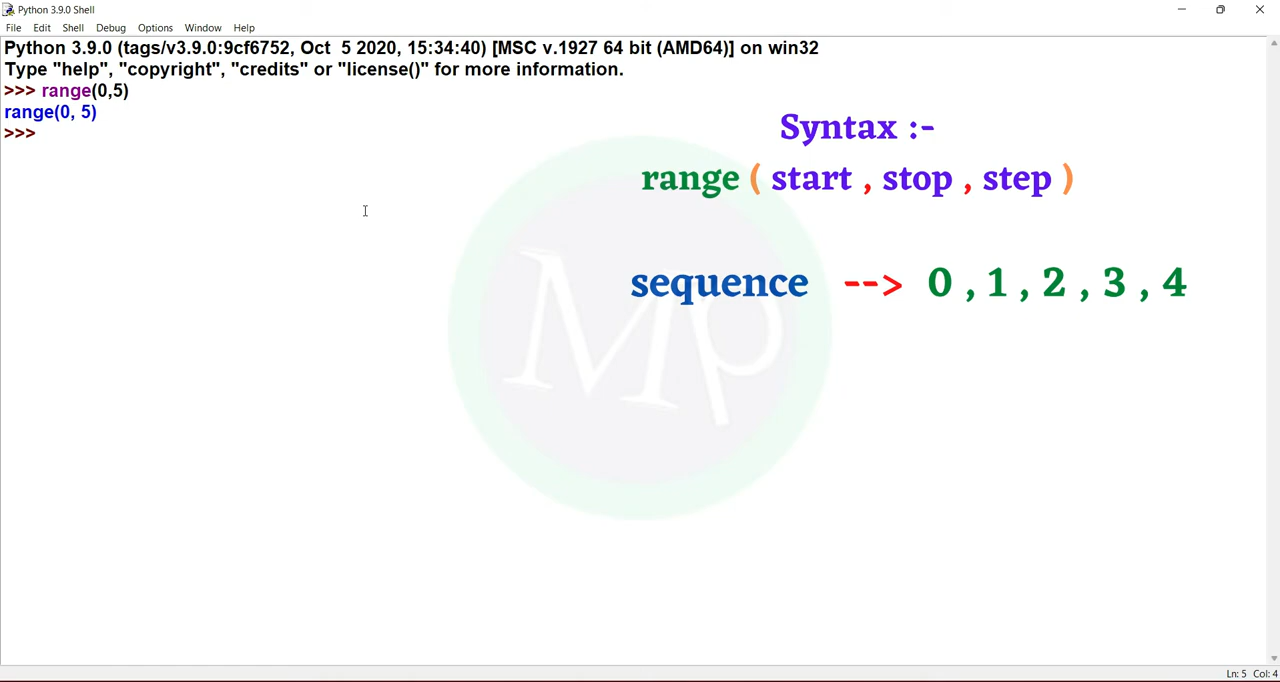 Python 3.9.0 Shell
File Edit Shell Debug Options Window Help
Python 3.9.0 (tags/v3.9.0:9cf6752, Oct  5 2020, 15:34:40) [MSC v.1927 64 bit (AMD64)] on win32
Type "help", "copyright", "credits" or "license()" for more information.
>>> range(0,5)
range(0, 5)
>>>
Syntax :-
range ( start , stop , step )
sequence --> 0 , 1 , 2 , 3 , 4
Mp
Ln: 5 Col: 4